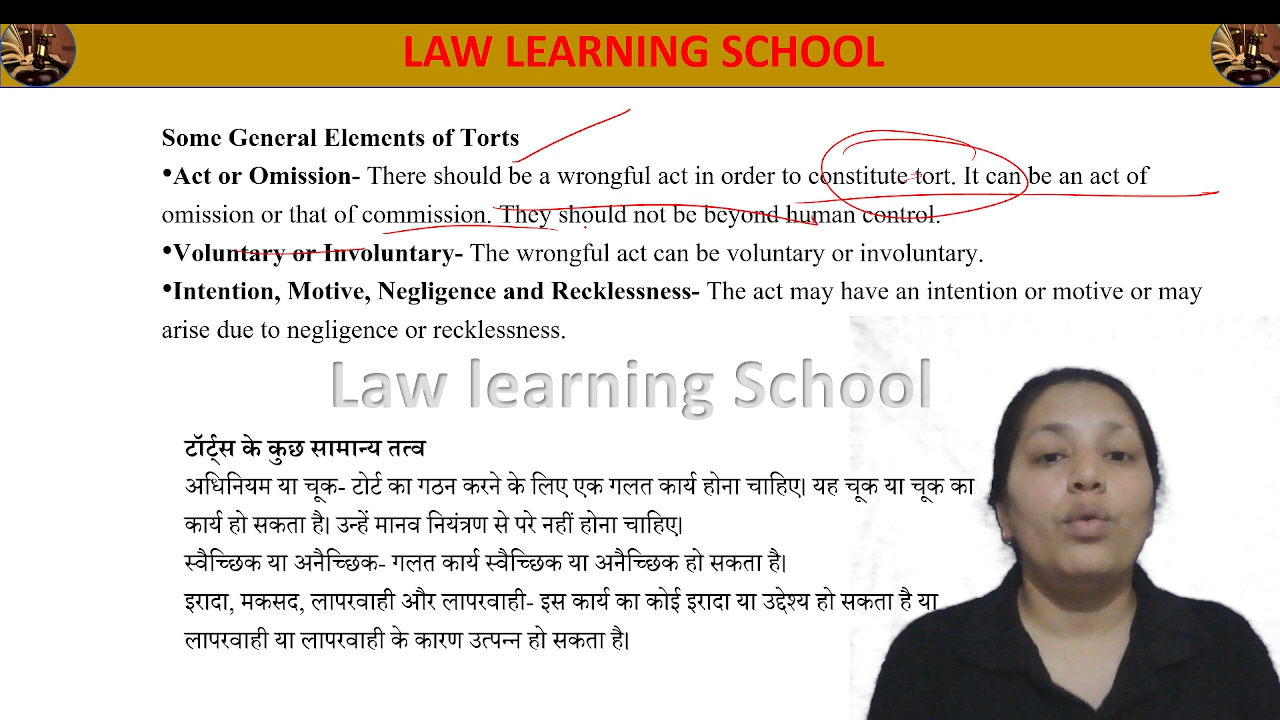 LAW LEARNING SCHOOL
Some General Elements of Torts
•Act or Omission- There should be a wrongful act in order to constitute tort. It can be an act of
omission or that of commission. They should not be beyond human control.
•Voluntary or Involuntary- The wrongful act can be voluntary or involuntary.
•Intention, Motive, Negligence and Recklessness- The act may have an intention or motive or may
arise due to negligence or recklessness.
Law learning School
टॉर्ट्स के कुछ सामान्य तत्व
अधिनियम या चूक- टोर्ट का गठन करने के लिए एक गलत कार्य होना चाहिए। यह चूक या चूक का
कार्य हो सकता है। उन्हें मानव नियंत्रण से परे नहीं होना चाहिए।
स्वैच्छिक या अनैच्छिक- गलत कार्य स्वैच्छिक या अनैच्छिक हो सकता है।
इरादा, मकसद, लापरवाही और लापरवाही- इस कार्य का कोई इरादा या उद्देश्य हो सकता है या
लापरवाही या लापरवाही के कारण उत्पन्न हो सकता है।